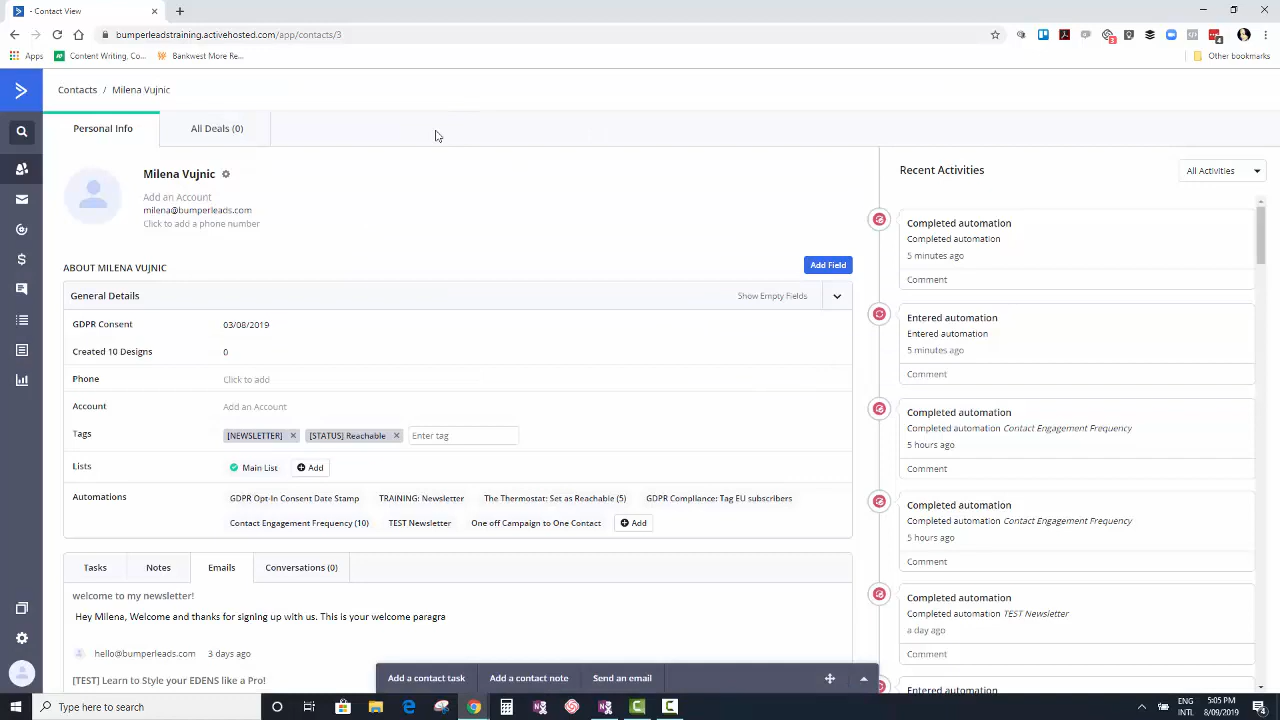 - Contact View
bumperleadstraining.activehosted.com/app/contacts/3
Apps
Content Writing, Co...
Bankwest More Re...
Other bookmarks
Contacts / Milena Vujnic
Personal Info
All Deals (0)
Milena Vujnic
Add an Account
milena@bumperleads.com
Click to add a phone number
ABOUT MILENA VUJNIC
Add Field
General Details
Show Empty Fields
GDPR Consent
03/08/2019
Created 10 Designs
0
Phone
Click to add
Account
Add an Account
Tags
[NEWSLETTER] ×
[STATUS] Reachable ×
Enter tag
Lists
Main List
Add
Automations
GDPR Opt-In Consent Date Stamp
TRAINING: Newsletter
The Thermostat: Set as Reachable (5)
GDPR Compliance: Tag EU subscribers
Contact Engagement Frequency (10)
TEST Newsletter
One off Campaign to One Contact
Add
Tasks
Notes
Emails
Conversations (0)
welcome to my newsletter!
Hey Milena, Welcome and thanks for signing up with us. This is your welcome paragra
hello@bumperleads.com
3 days ago
[TEST] Learn to Style your EDENS like a Pro!
Add a contact task
Add a contact note
Send an email
Recent Activities
All Activities
Completed automation
Completed automation
5 minutes ago
Comment
Entered automation
Entered automation
5 minutes ago
Comment
Completed automation
Completed automation Contact Engagement Frequency
5 hours ago
Comment
Completed automation
Completed automation Contact Engagement Frequency
5 hours ago
Comment
Completed automation
Completed automation TEST Newsletter
a day ago
Comment
Entered automation
Type here to search
ENG
INTL
5:05 PM
8/09/2019